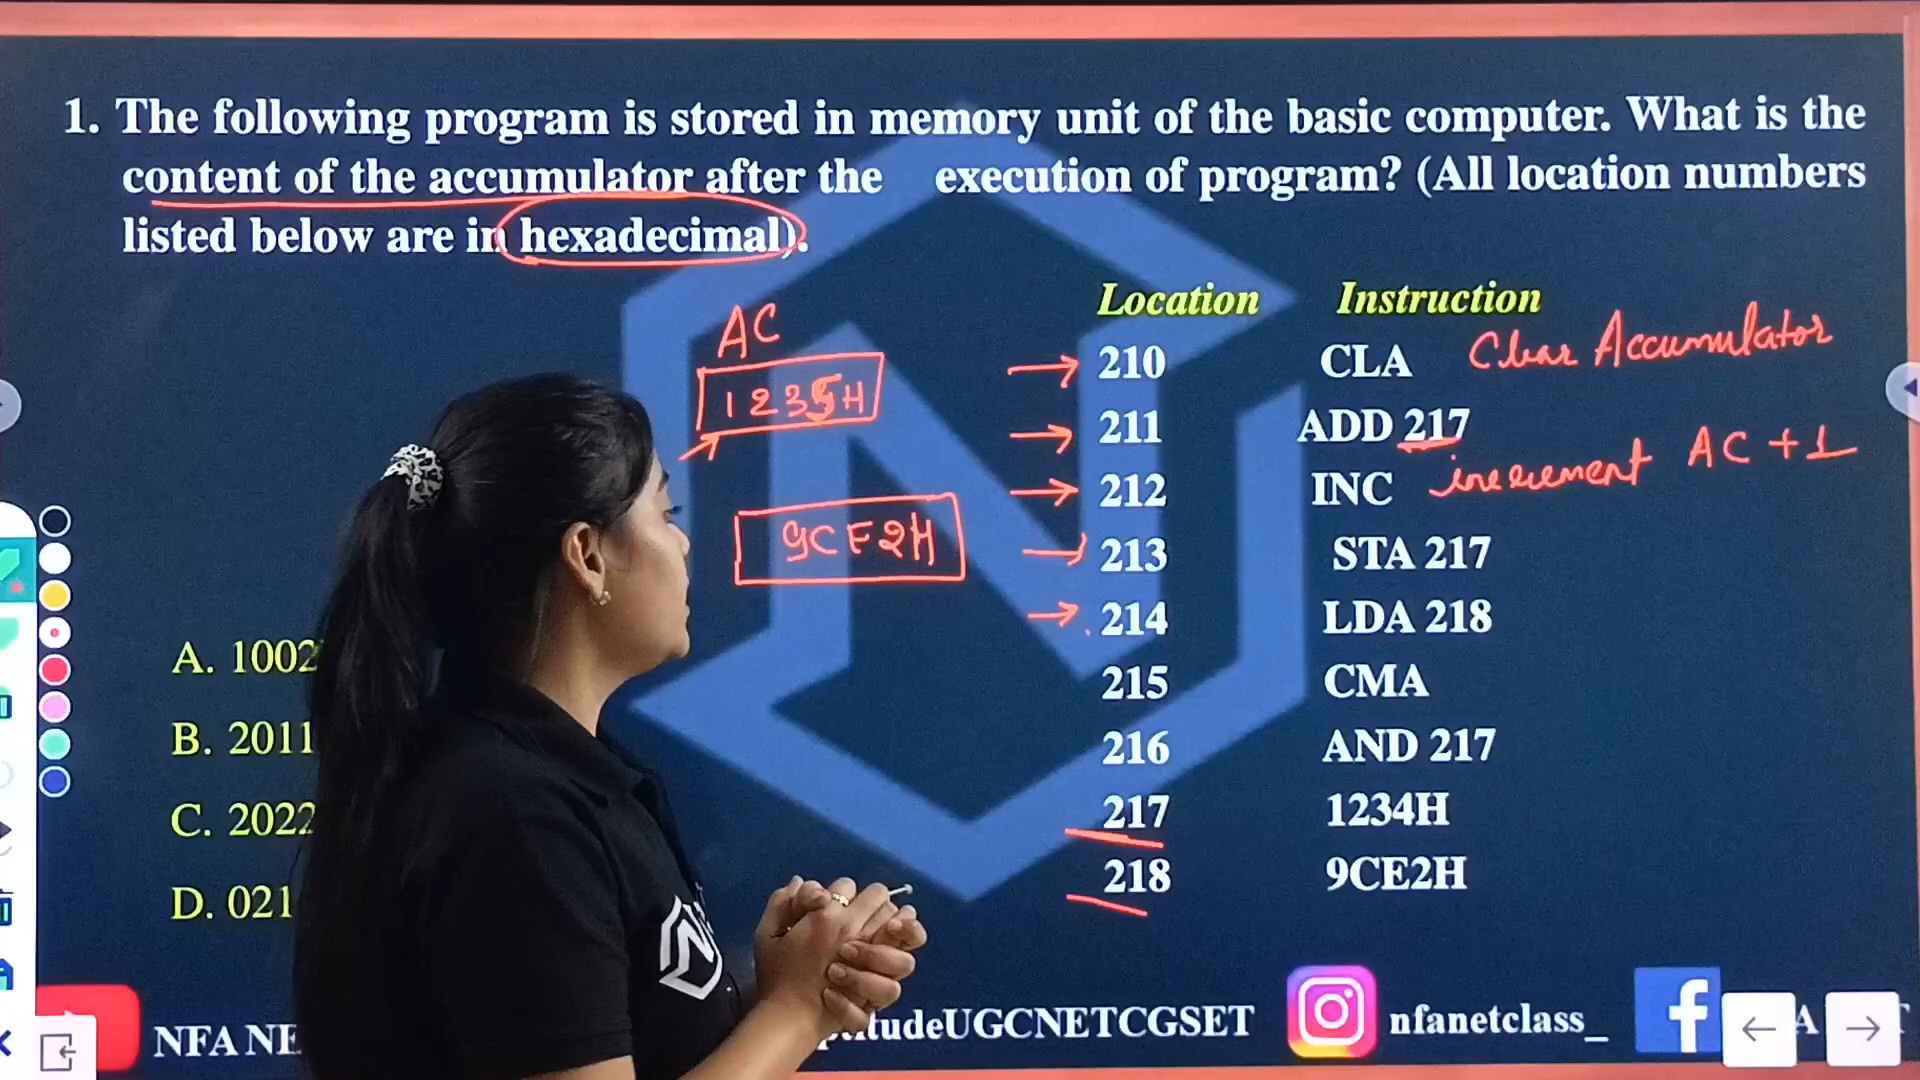 1. The following program is stored in memory unit of the basic computer. What is the
content of the accumulator after the execution of program? (All location numbers
listed below are in hexadecimal).
Location Instruction
AC
1235H
9CF2H
210 CLA Clear Accumulator
211 ADD 217
212 INC increment AC +1
213 STA 217
214 LDA 218
215 CMA
216 AND 217
217 1234H
218 9CE2H
A. 1002
B. 2011
C. 2022
D. 021
NFA NE
nfanetclass_